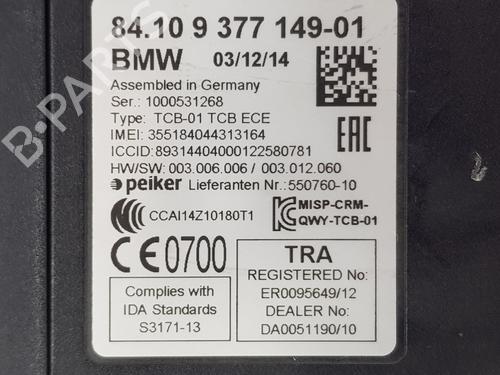 84.10 9 377 149-01
BMW 03/12/14
Assembled in Germany
Ser.: 1000531268
Type: TCB-01 TCB ECE
IMEI: 355184044313164
ICCID:89314404000122580781
HW/SW: 003.006.006 / 003.012.060
peiker Lieferanten Nr.:550760-10
CCAI14Z10180T1
MISP-CRM-
QWY-TCB-01
CE0700
EAC
TRA
REGISTERED No:
ER0095649/12
DEALER No:
DA0051190/10
Complies with
IDA Standards
S3171-13
B-PARTS